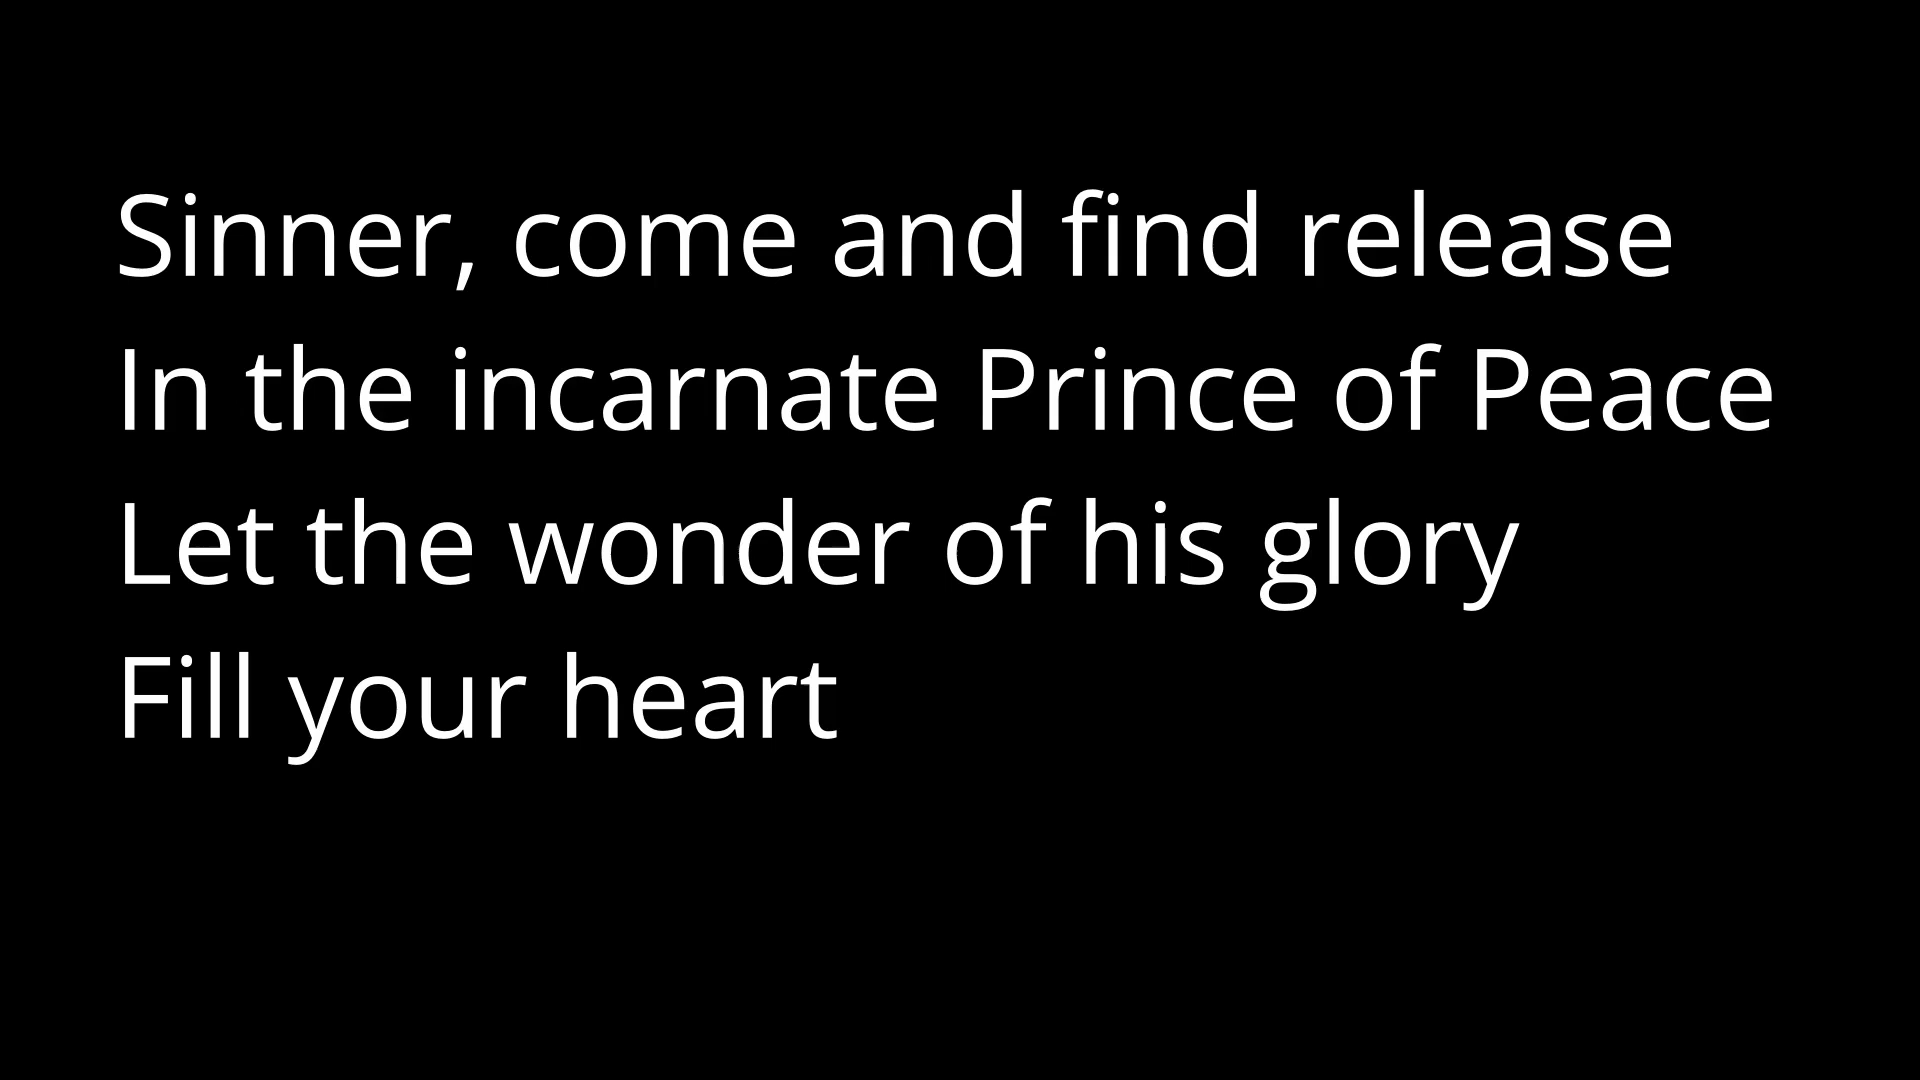 Sinner, come and find release
In the incarnate Prince of Peace
Let the wonder of his glory
Fill your heart